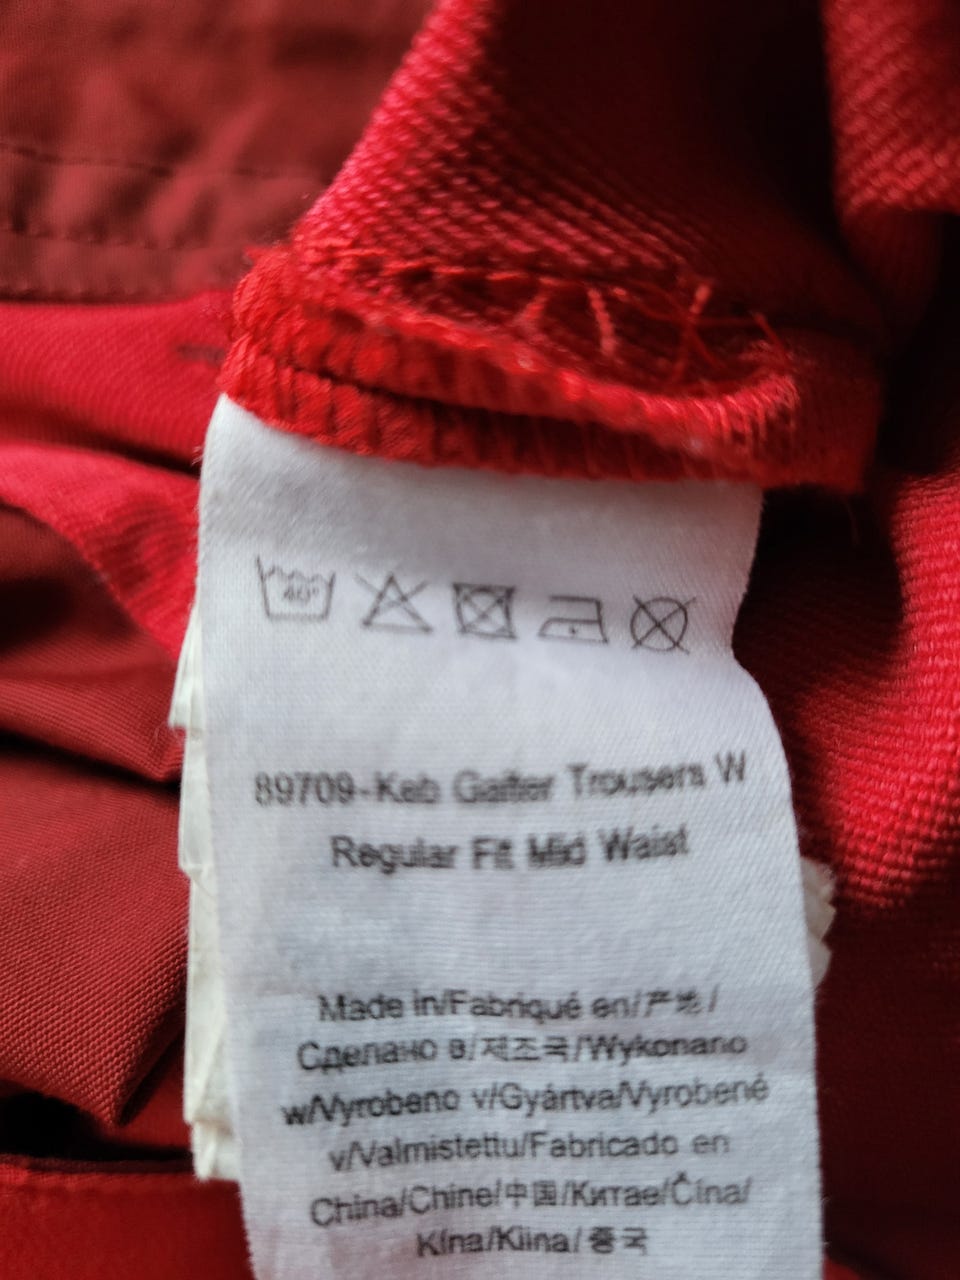 40°
89709-Keb Gaiter Trousers W
Regular Fit Mid Waist
Made in/Fabriqué en/产地/
Сделано в/제조국/Wykonano
w/Vyrobeno v/Gyártva/Vyrobené
v/Valmistettu/Fabricado en
China/Chine/中国/Китае/Čína/
Kína/Kiina/중국